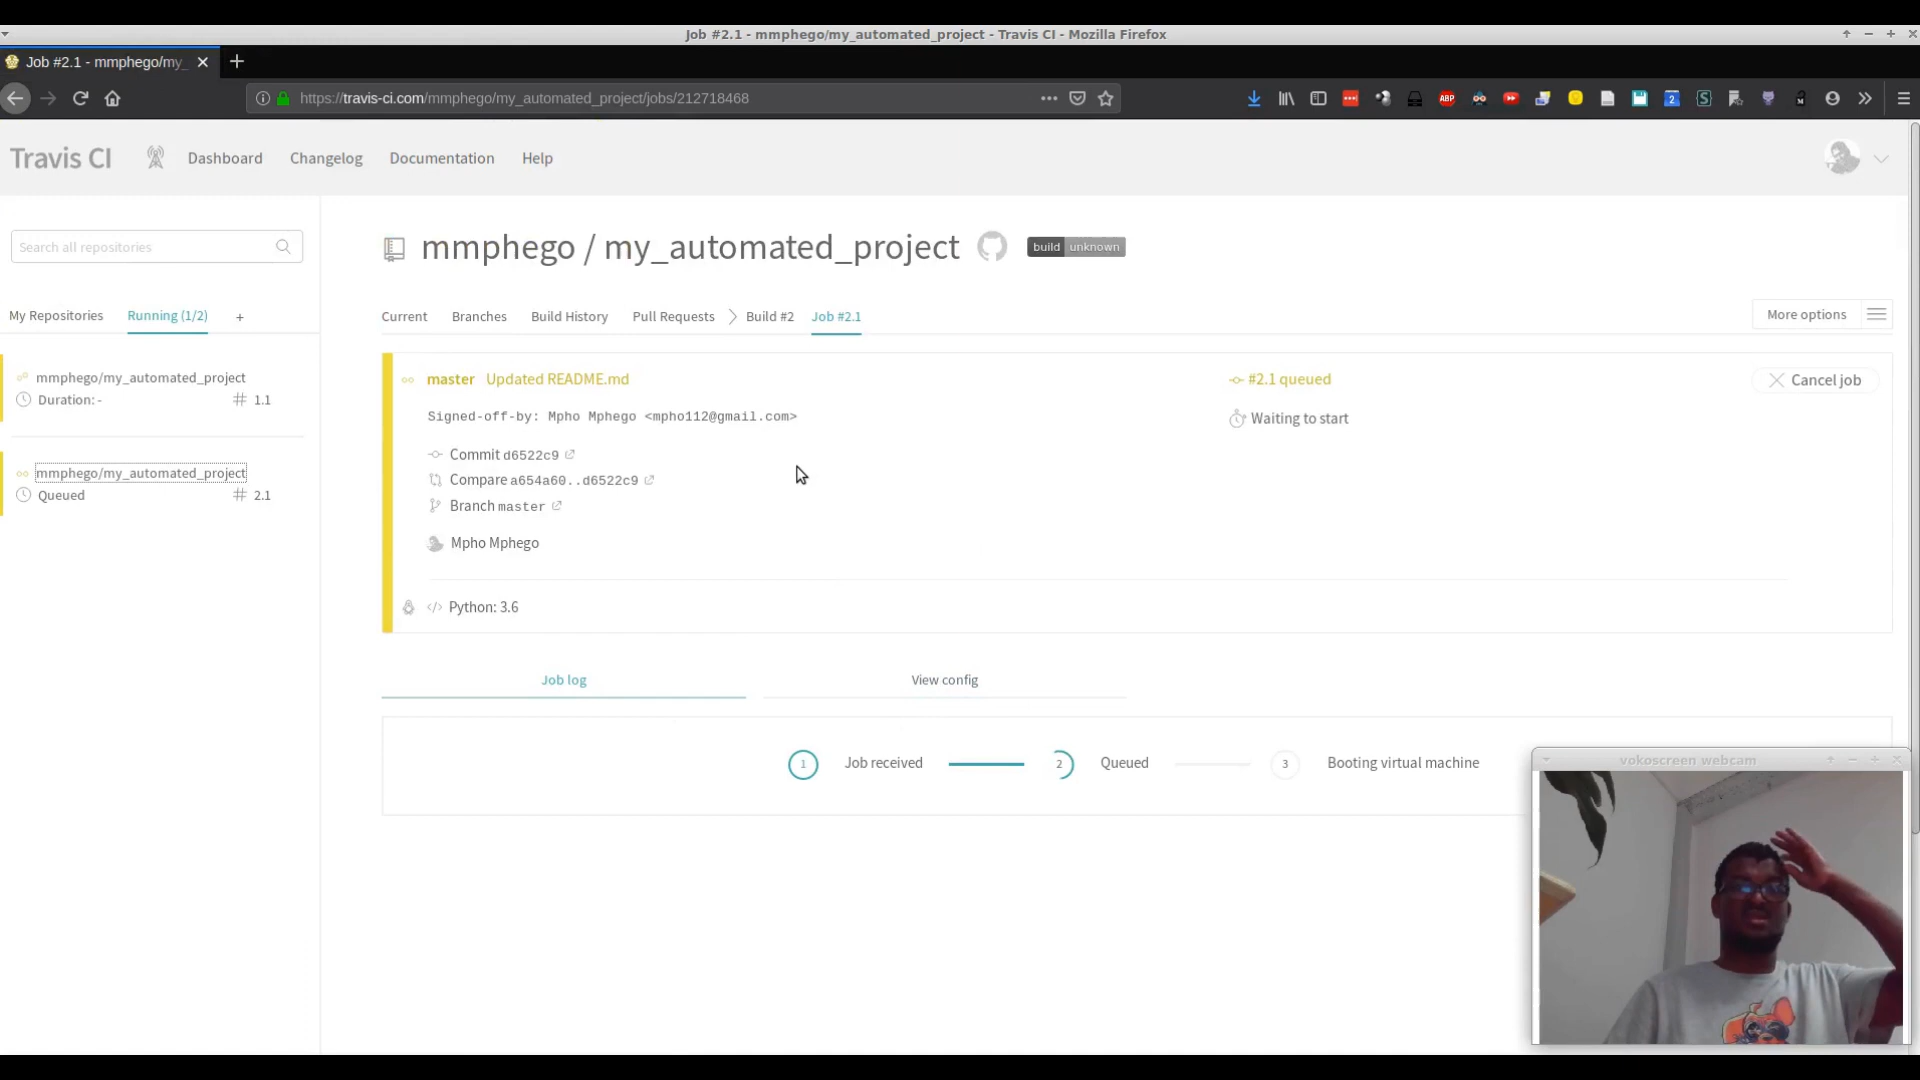 Job #2.1 - mmphego/my_automated_project - Travis CI - Mozilla Firefox
Job #2.1 - mmphego/my_
https://travis-ci.com/mmphego/my_automated_project/jobs/212718468
ABP
2
Travis CI
Dashboard
Changelog
Documentation
Help
Search all repositories
mmphego / my_automated_project
build unknown
My Repositories
Running (1/2)
+
Current
Branches
Build History
Pull Requests
Build #2
Job #2.1
More options
mmphego/my_automated_project
Duration: -
# 1.1
mmphego/my_automated_project
Queued
# 2.1
master Updated README.md
Signed-off-by: Mpho Mphego <mpho112@gmail.com>
Commit d6522c9
Compare a654a60..d6522c9
Branch master
Mpho Mphego
Python: 3.6
#2.1 queued
Waiting to start
Cancel job
Job log
View config
1 Job received
2 Queued
3 Booting virtual machine
vokoscreen webcam